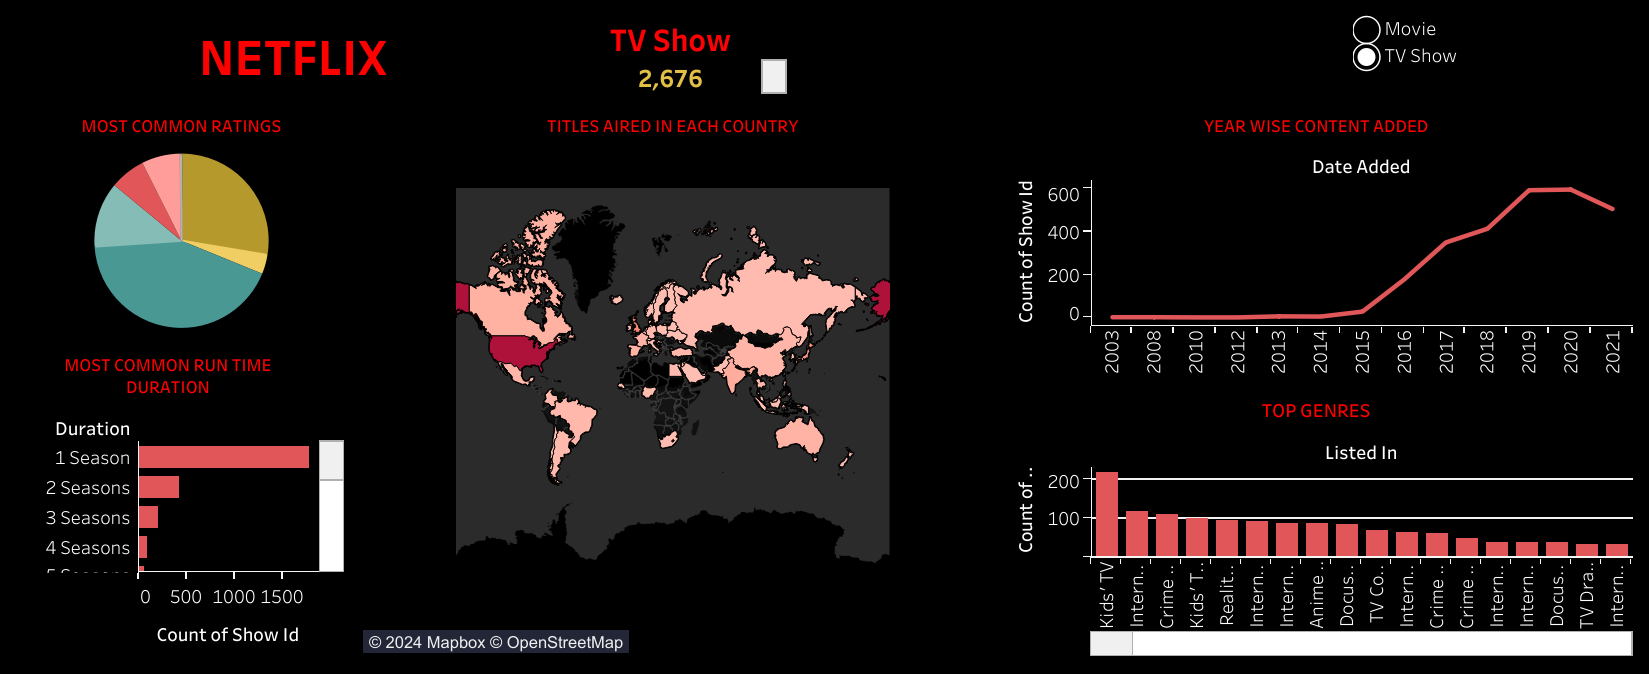 NETFLIX
TV Show
2,676
Movie
TV Show
MOST COMMON RATINGS
TITLES AIRED IN EACH COUNTRY
YEAR WISE CONTENT ADDED
Date Added
Count of Show Id
600
400
200
0
2003
2008
2010
2012
2013
2014
2015
2016
2017
2018
2019
2020
2021
MOST COMMON RUN TIME
DURATION
Duration
1 Season
2 Seasons
3 Seasons
4 Seasons
0
500
1000
1500
Count of Show Id
© 2024 Mapbox © OpenStreetMap
TOP GENRES
Listed In
Count of ..
200
100
Kids' TV
Intern..
Crime ..
Kids' T..
Realit..
Intern..
Intern..
Anime ..
Docus..
TV Co..
Intern..
Crime ..
Crime ..
Intern..
Intern..
Docus..
TV Dra..
Intern..